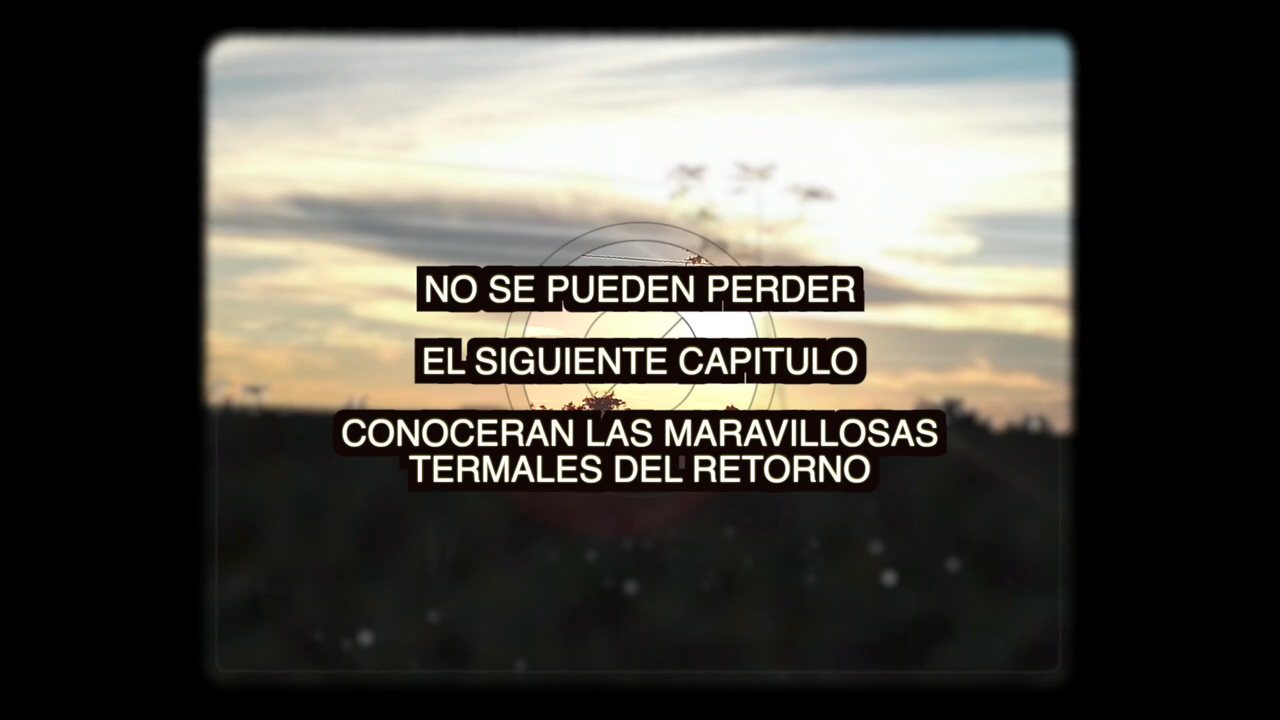 NO SE PUEDEN PERDER
EL SIGUIENTE CAPITULO
CONOCERAN LAS MARAVILLOSAS
TERMALES DEL RETORNO